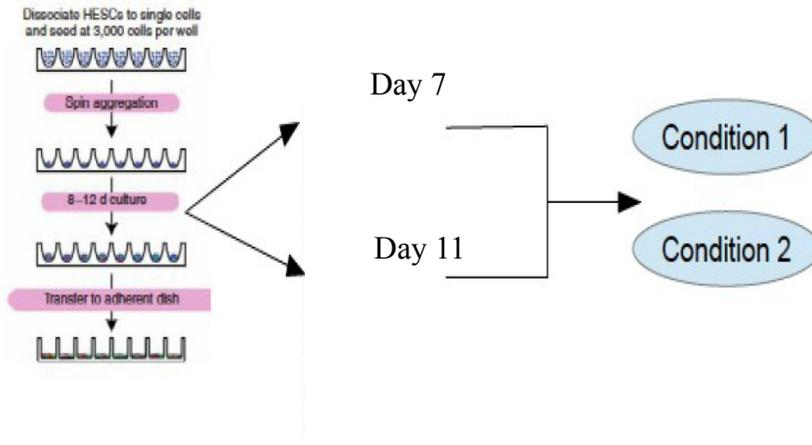 Dissociate HESCs to single cells
and seed at 3,000 cells per well
Spin aggregation
8–12 d culture
Transfer to adherent dish
Day 7
Day 11
Condition 1
Condition 2